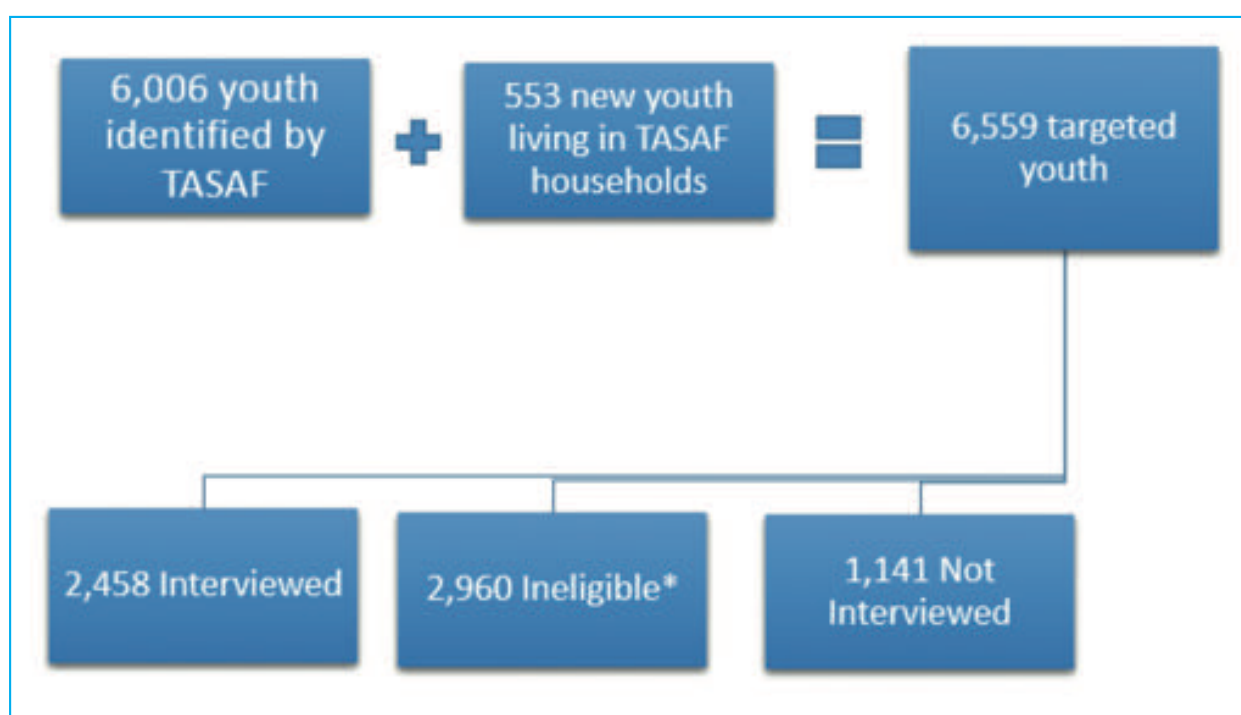 6,006 youth
identified by
TASAF
553 new youth
living in TASAF
households
6,559 targeted
youth
2,458 Interviewed
2,960 Ineligible*
1,141 Not
Interviewed